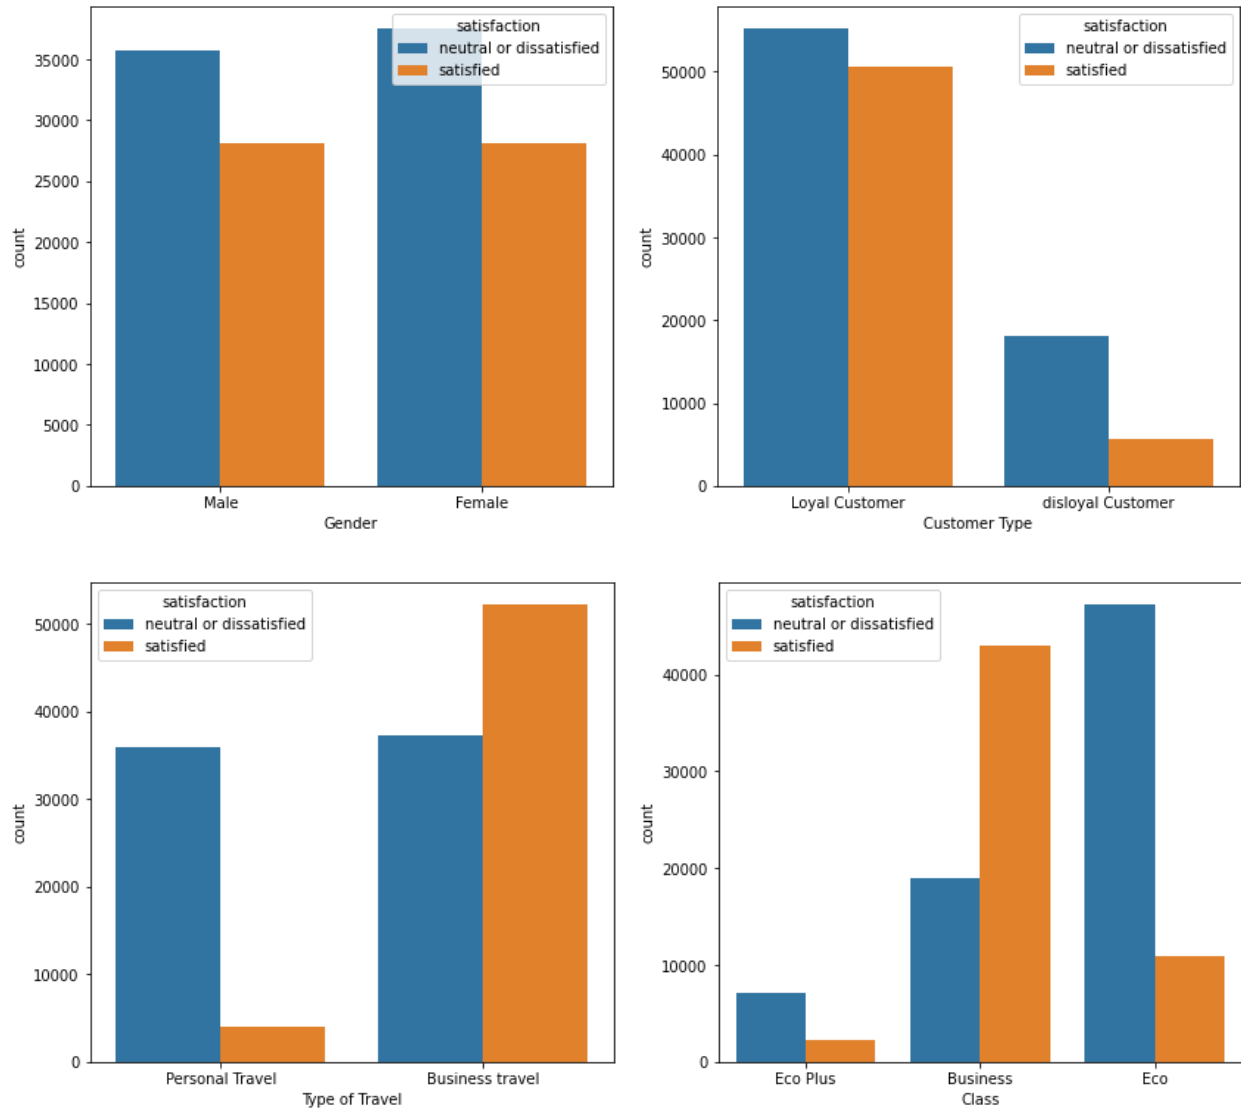 satisfaction
neutral or dissatisfied
satisfied
35000
30000
25000
20000
15000
10000
5000
0
count
Male
Female
Gender
satisfaction
neutral or dissatisfied
satisfied
50000
40000
30000
20000
10000
0
count
Loyal Customer
disloyal Customer
Customer Type
satisfaction
neutral or dissatisfied
satisfied
50000
40000
30000
20000
10000
0
count
Personal Travel
Business travel
Type of Travel
satisfaction
neutral or dissatisfied
satisfied
40000
30000
20000
10000
0
count
Eco Plus
Business
Eco
Class